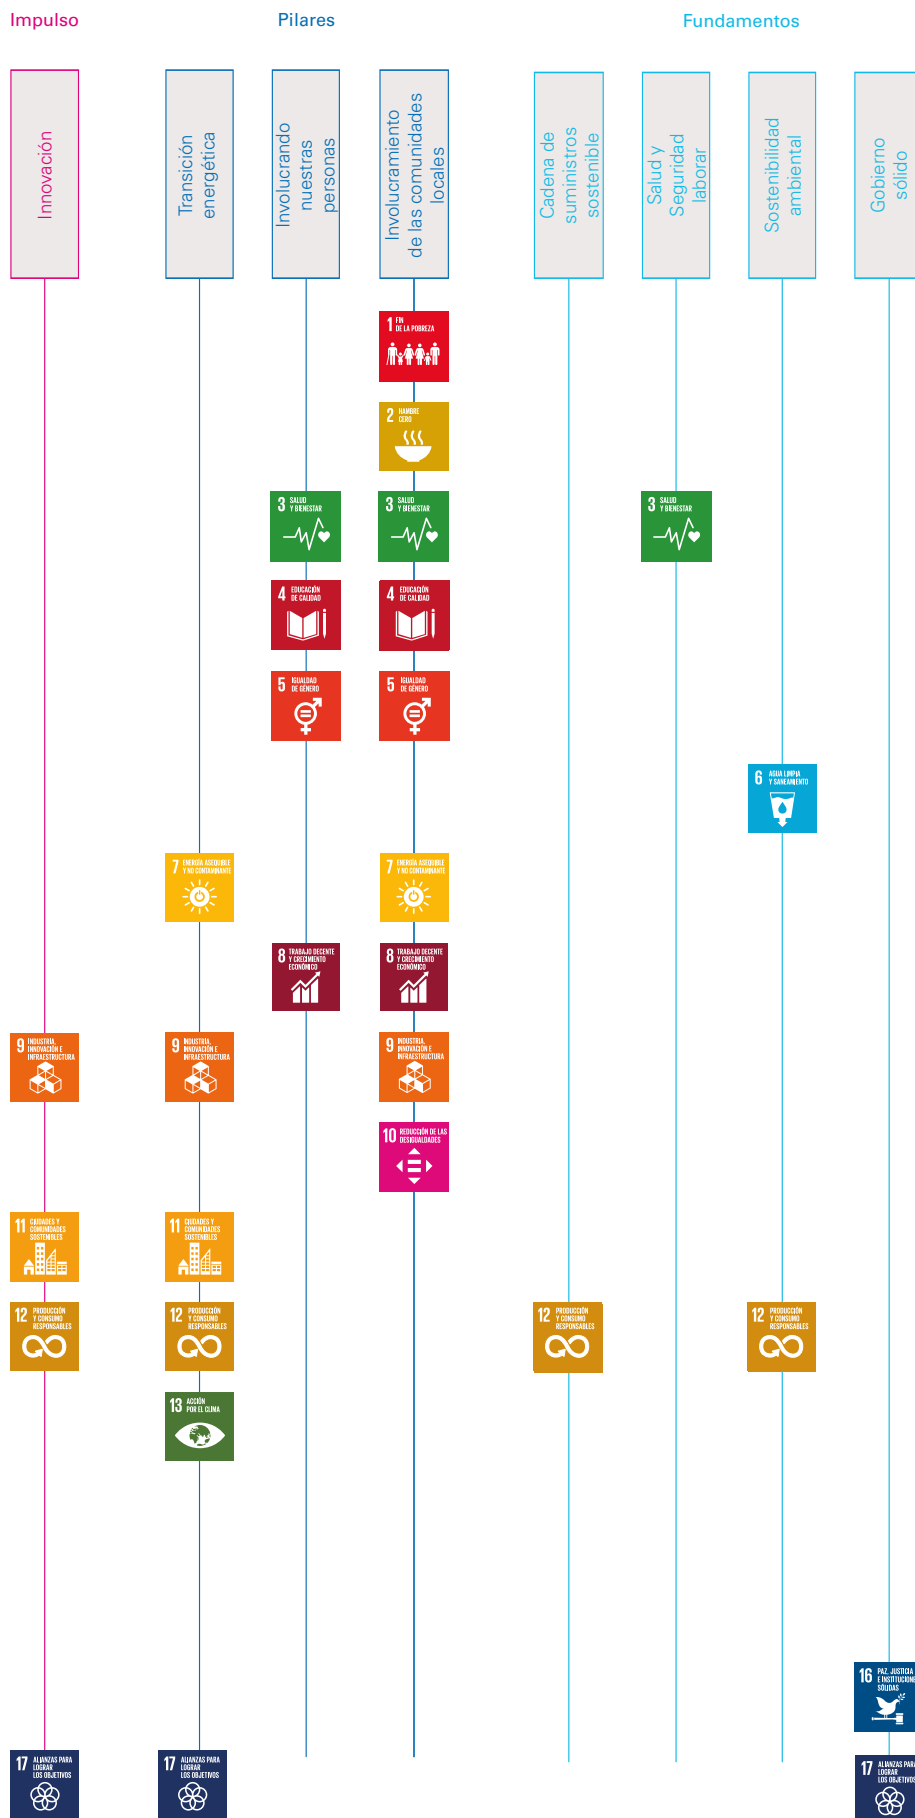 Impulso
Pilares
Fundamentos
Innovación
Transición
energética
Involucrando
nuestras
personas
Involucramiento
de las comunidades
locales
Cadena de
suministros
sostenible
Salud y
Seguridad
laborar
Sostenibilidad
ambiental
Gobierno
sólido
1 FIN
DE LA POBREZA
2 HAMBRE
CERO
3 SALUD
Y BIENESTAR
3 SALUD
Y BIENESTAR
3 SALUD
Y BIENESTAR
4 EDUCACIÓN
DE CALIDAD
4 EDUCACIÓN
DE CALIDAD
5 IGUALDAD
DE GÉNERO
5 IGUALDAD
DE GÉNERO
6 AGUA LIMPIA
Y SANEAMIENTO
7 ENERGÍA ASEQUIBLE
Y NO CONTAMINANTE
7 ENERGÍA ASEQUIBLE
Y NO CONTAMINANTE
8 TRABAJO DECENTE
Y CRECIMIENTO
ECONÓMICO
8 TRABAJO DECENTE
Y CRECIMIENTO
ECONÓMICO
9 INDUSTRIA,
INNOVACIÓN E
INFRAESTRUCTURA
9 INDUSTRIA,
INNOVACIÓN E
INFRAESTRUCTURA
9 INDUSTRIA,
INNOVACIÓN E
INFRAESTRUCTURA
10 REDUCCIÓN DE LAS
DESIGUALDADES
11 CIUDADES Y
COMUNIDADES
SOSTENIBLES
11 CIUDADES Y
COMUNIDADES
SOSTENIBLES
12 PRODUCCIÓN
Y CONSUMO
RESPONSABLES
12 PRODUCCIÓN
Y CONSUMO
RESPONSABLES
12 PRODUCCIÓN
Y CONSUMO
RESPONSABLES
12 PRODUCCIÓN
Y CONSUMO
RESPONSABLES
13 ACCIÓN
POR EL CLIMA
16 PAZ, JUSTICIA
E INSTITUCIONE
SÓLIDAS
17 ALIANZAS PARA
LOGRAR
LOS OBJETIVOS
17 ALIANZAS PARA
LOGRAR
LOS OBJETIVOS
17 ALIANZAS PARA
LOGRAR
LOS OBJETIVOS